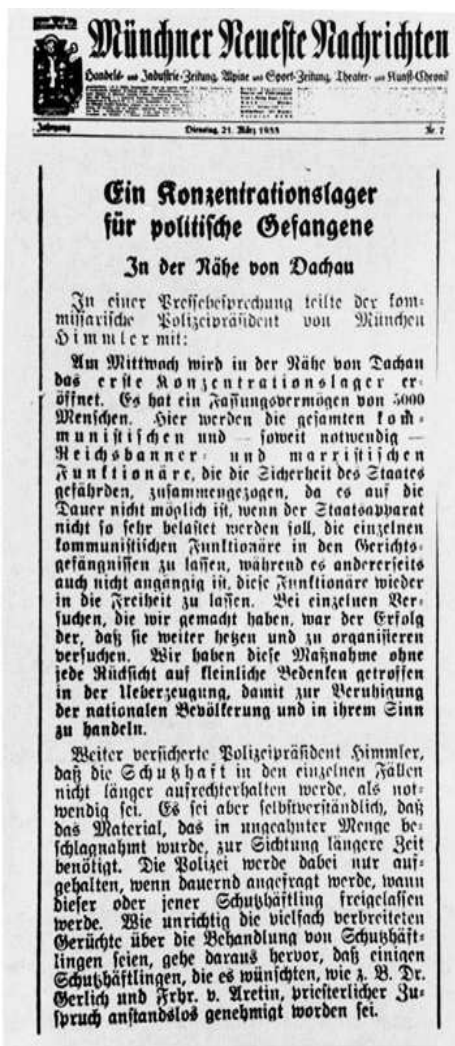 Münchner Neueste Nachrichten
Handels- und Industrie-Zeitung, Alpine und Sport-Zeitung, Theater- und Kunst-Chronik
Jahrgang Dienstag, 21. März 1933 Nr. 7
Ein Konzentrationslager
für politische Gefangene
In der Nähe von Dachau
In einer Pressebesprechung teilte der kom-
missarische Polizeipräsident von München
Himmler mit:
Am Mittwoch wird in der Nähe von Dachau
das erste Konzentrationslager er-
öffnet. Es hat ein Fassungsvermögen von 5000
Menschen. Hier werden die gesamten kom-
munistischen und — soweit notwendig —
Reichsbanner- und marxistischen
Funktionäre, die die Sicherheit des Staates
gefährden, zusammengezogen, da es auf die
Dauer nicht möglich ist, wenn der Staatsapparat
nicht so sehr belastet werden soll, die einzelnen
kommunistischen Funktionäre in den Gerichts-
gefängnissen zu lassen, während es andererseits
auch nicht angängig ist, diese Funktionäre wieder
in die Freiheit zu lassen. Bei einzelnen Ver-
suchen, die wir gemacht haben, war der Erfolg
der, daß sie weiter hetzen und zu organisieren
versuchen. Wir haben diese Maßnahme ohne
jede Rücksicht auf kleinliche Bedenken getroffen
in der Ueberzeugung, damit zur Beruhigung
der nationalen Bevölkerung und in ihrem Sinn
zu handeln.
Weiter versicherte Polizeipräsident Himmler,
daß die Schutzhaft in den einzelnen Fällen
nicht länger aufrechterhalten werde, als not-
wendig sei. Es sei aber selbstverständlich, daß
das Material, das in ungeahnter Menge be-
schlagnahmt wurde, zur Sichtung längere Zeit
benötigt. Die Polizei werde dabei nur auf-
gehalten, wenn dauernd angefragt werde, wann
dieser oder jener Schutzhäftling freigelassen
werde. Wie unrichtig die vielfach verbreiteten
Gerüchte über die Behandlung von Schutzhäft-
lingen seien, gehe daraus hervor, daß einigen
Schutzhäftlingen, die es wünschten, wie z. B. Dr.
Gerlich und Frhr. v. Aretin, priesterlicher Zu-
spruch anstandslos genehmigt worden sei.